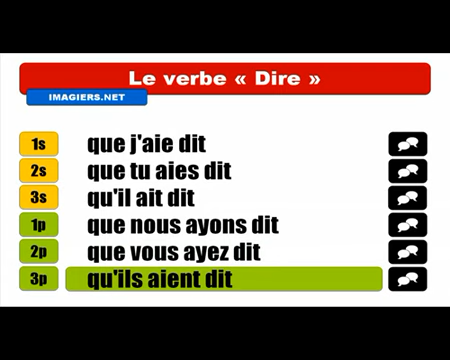 Le verbe « Dire »
IMAGIERS.NET
1s que j'aie dit
2s que tu aies dit
3s qu'il ait dit
1p que nous ayons dit
2p que vous ayez dit
3p qu'ils aient dit